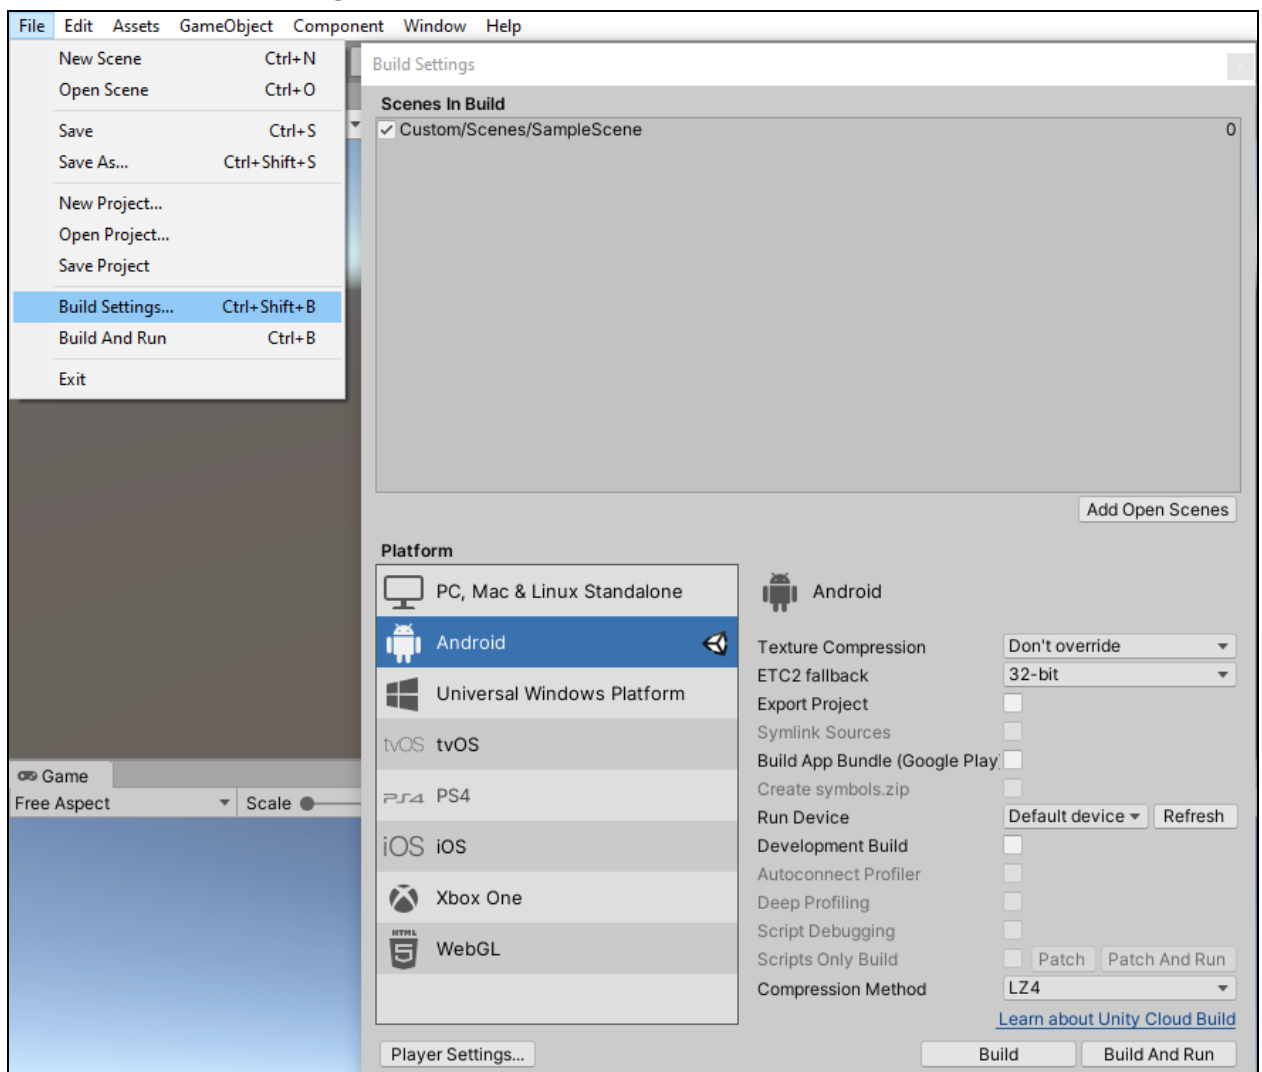 File Edit Assets GameObject Component Window Help
New Scene Ctrl+N
Open Scene Ctrl+O
Save Ctrl+S
Save As... Ctrl+Shift+S
New Project...
Open Project...
Save Project
Build Settings... Ctrl+Shift+B
Build And Run Ctrl+B
Exit
Game
Free Aspect Scale
Build Settings
Scenes In Build
Custom/Scenes/SampleScene 0
Add Open Scenes
Platform
PC, Mac & Linux Standalone
Android
Universal Windows Platform
tvOS tvOS
PS4 PS4
iOS iOS
Xbox One
HTML 5 WebGL
Android
Texture Compression Don't override
ETC2 fallback 32-bit
Export Project
Symlink Sources
Build App Bundle (Google Play)
Create symbols.zip
Run Device Default device Refresh
Development Build
Autoconnect Profiler
Deep Profiling
Script Debugging
Scripts Only Build Patch Patch And Run
Compression Method LZ4
Learn about Unity Cloud Build
Player Settings... Build Build And Run